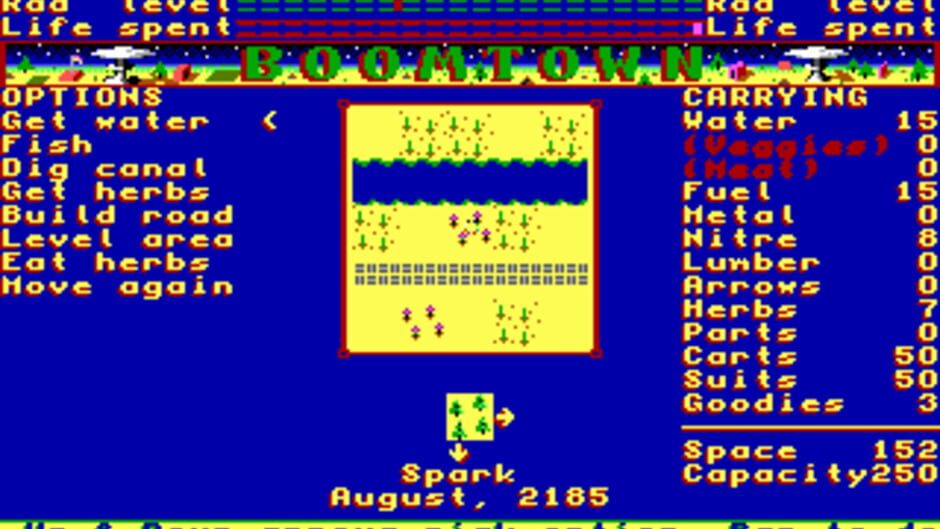 Rad level Rad level
Life spent Life spent
BOOMTOWN
OPTIONS
Get water <
Fish
Dig canal
Get herbs
Build road
Level area
Eat herbs
Move again
CARRYING
Water 15
(Veggies) 0
(Meat) 0
Fuel 15
Metal 0
Nitre 8
Lumber 0
Arrows 0
Herbs 7
Parts 0
Carts 50
Suits 50
Goodies 3
Space 152
Capacity250
Spark
August, 2185